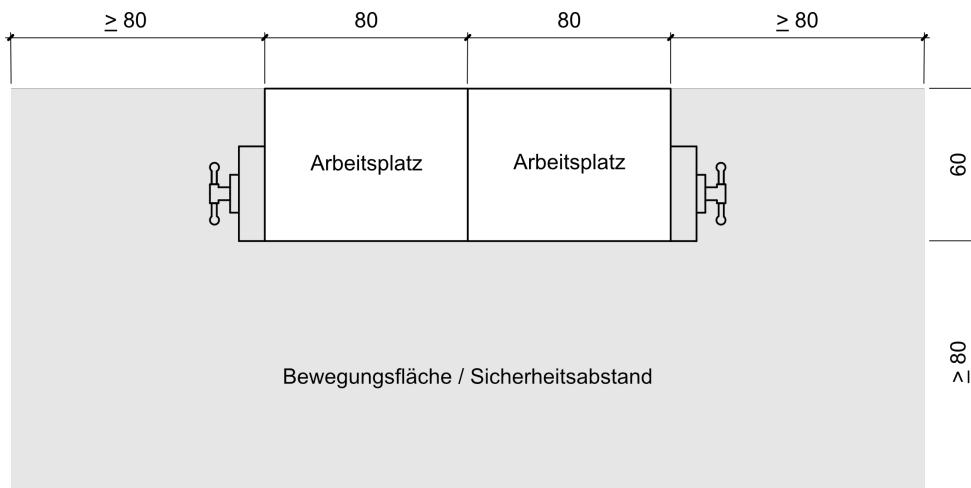 ≥ 80 80 80 ≥ 80
Arbeitsplatz Arbeitsplatz
60
Bewegungsfläche / Sicherheitsabstand
≥ 80